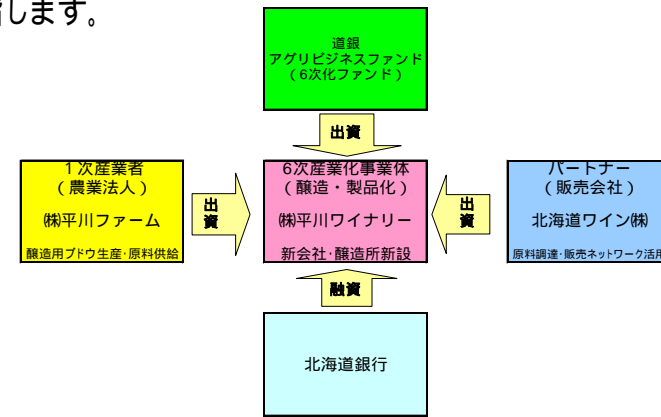 指します。
道銀
アグリビジネスファンド
(6次化ファンド)
出資
1次産業者
(農業法人)
㈱平川ファーム
醸造用ブドウ生産・原料供給
出
資
6次産業化事業体
(醸造・製品化)
㈱平川ワイナリー
新会社・醸造所新設
出
資
パートナー
(販売会社)
北海道ワイン㈱
原料調達・販売ネットワーク活用
融資
北海道銀行